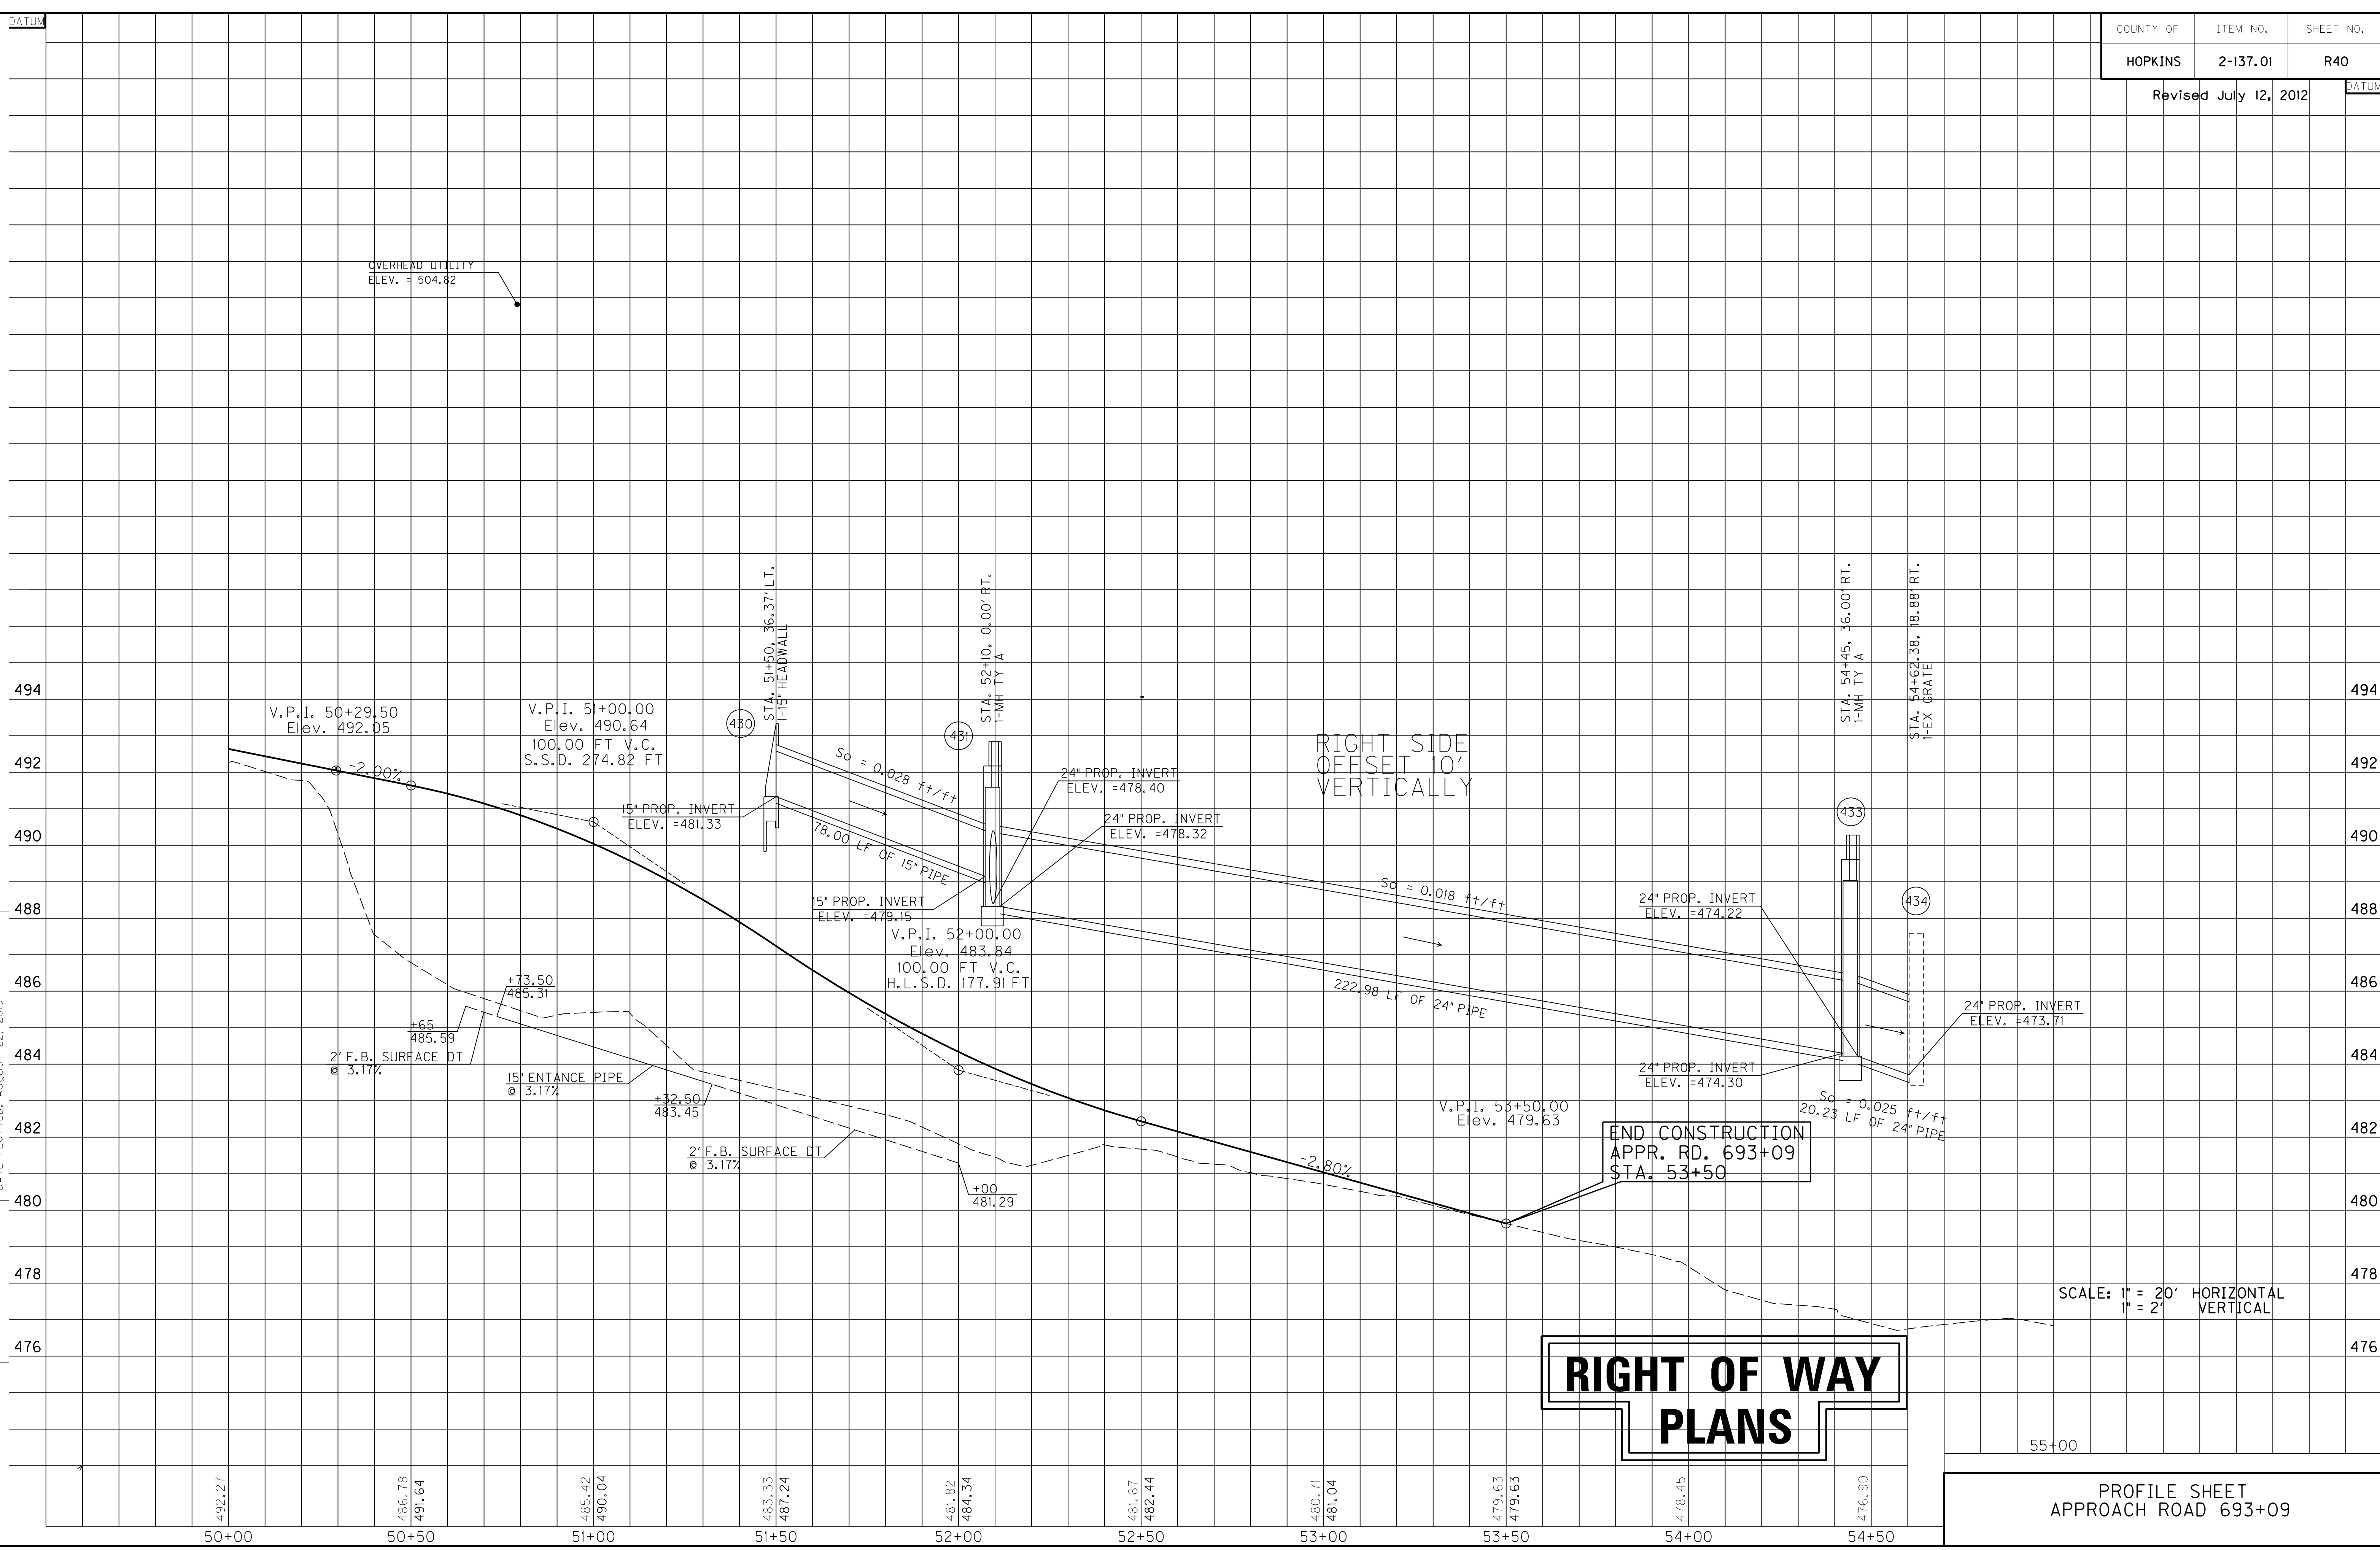 DATUM
COUNTY OF
ITEM NO.
SHEET NO.
HOPKINS
2-137.01
R40
Revised July 12, 2012
DATUM
OVERHEAD UTILITY
ELEV. = 504.82
STA. 51+50, 36.37' LT.
1-15" HEADWALL
STA. 52+10, 0.00' RT.
1-MH TY A
STA. 54+45, 36.00' RT.
1-MH TY A
STA. 54+62.38, 18.88' RT.
1-EX GRATE
494
494
V.P.I. 50+29.50
Elev. 492.05
V.P.I. 51+00.00
Elev. 490.64
100.00 FT V.C.
S.S.D. 274.82 FT
430
431
RIGHT SIDE
OFFSET 10'
VERTICALLY
492
492
-2.00%
So = 0.028 ft/ft
24" PROP. INVERT
ELEV. =478.40
15" PROP. INVERT
ELEV. =481.33
24" PROP. INVERT
ELEV. =478.32
433
490
490
78.00 LF OF 15" PIPE
So = 0.018 ft/ft
15" PROP. INVERT
ELEV. =479.15
24" PROP. INVERT
ELEV. =474.22
434
488
488
V.P.I. 52+00.00
Elev. 483.84
100.00 FT V.C.
H.L.S.D. 177.91 FT
486
486
+73.50
485.31
222.98 LF OF 24" PIPE
24" PROP. INVERT
ELEV. =473.71
+65
485.59
2' F.B. SURFACE DT
@ 3.17%
484
484
15" ENTANCE PIPE
@ 3.17%
24" PROP. INVERT
ELEV. =474.30
+32.50
483.45
So = 0.025 ft/ft
20.23 LF OF 24" PIPE
V.P.I. 53+50.00
Elev. 479.63
482
482
END CONSTRUCTION
APPR. RD. 693+09
STA. 53+50
2' F.B. SURFACE DT
@ 3.17%
-2.80%
+00
481.29
480
480
478
478
SCALE: 1" = 20' HORIZONTAL
1" = 2' VERTICAL
476
476
RIGHT OF WAY
PLANS
55+00
492.27
486.78
491.64
485.42
490.04
483.33
487.24
481.82
484.34
481.67
482.44
480.71
481.04
479.63
479.63
478.45
476.90
50+00
50+50
51+00
51+50
52+00
52+50
53+00
53+50
54+00
54+50
PROFILE SHEET
APPROACH ROAD 693+09